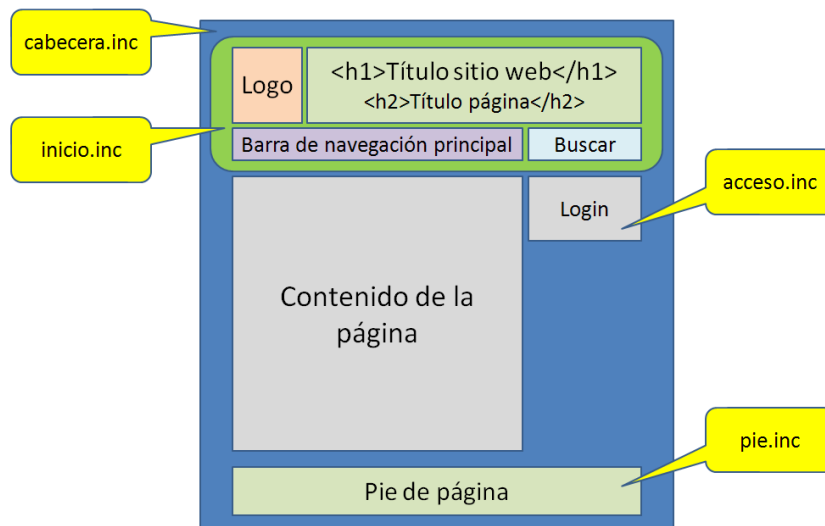 cabecera.inc
Logo
<h1>Título sitio web</h1>
<h2>Título página</h2>
inicio.inc
Barra de navegación principal
Buscar
acceso.inc
Login
Contenido de la
página
pie.inc
Pie de página